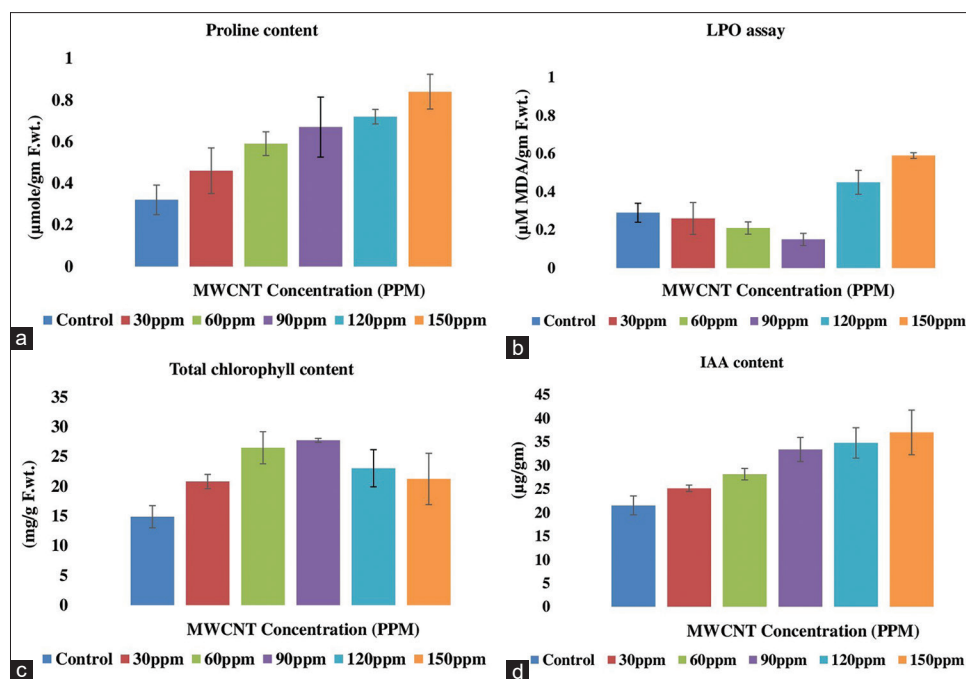 Proline content
1
0.8
0.6
0.4
0.2
0
(µmole/gm F.wt.)
MWCNT Concentration (PPM)
Control 30ppm 60ppm 90ppm 120ppm 150ppm
a
LPO assay
1
0.8
0.6
0.4
0.2
0
(µM MDA/gm F.wt.)
MWCNT Concentration (PPM)
Control 30ppm 60ppm 90ppm 120ppm 150ppm
b
Total chlorophyll content
35
30
25
20
15
10
5
0
(mg/g F.wt.)
MWCNT Concentration (PPM)
Control 30ppm 60ppm 90ppm 120ppm 150ppm
c
IAA content
45
40
35
30
25
20
15
10
5
0
(µg/gm)
MWCNT Concentration (PPM)
Control 30ppm 60ppm 90ppm 120ppm 150ppm
d